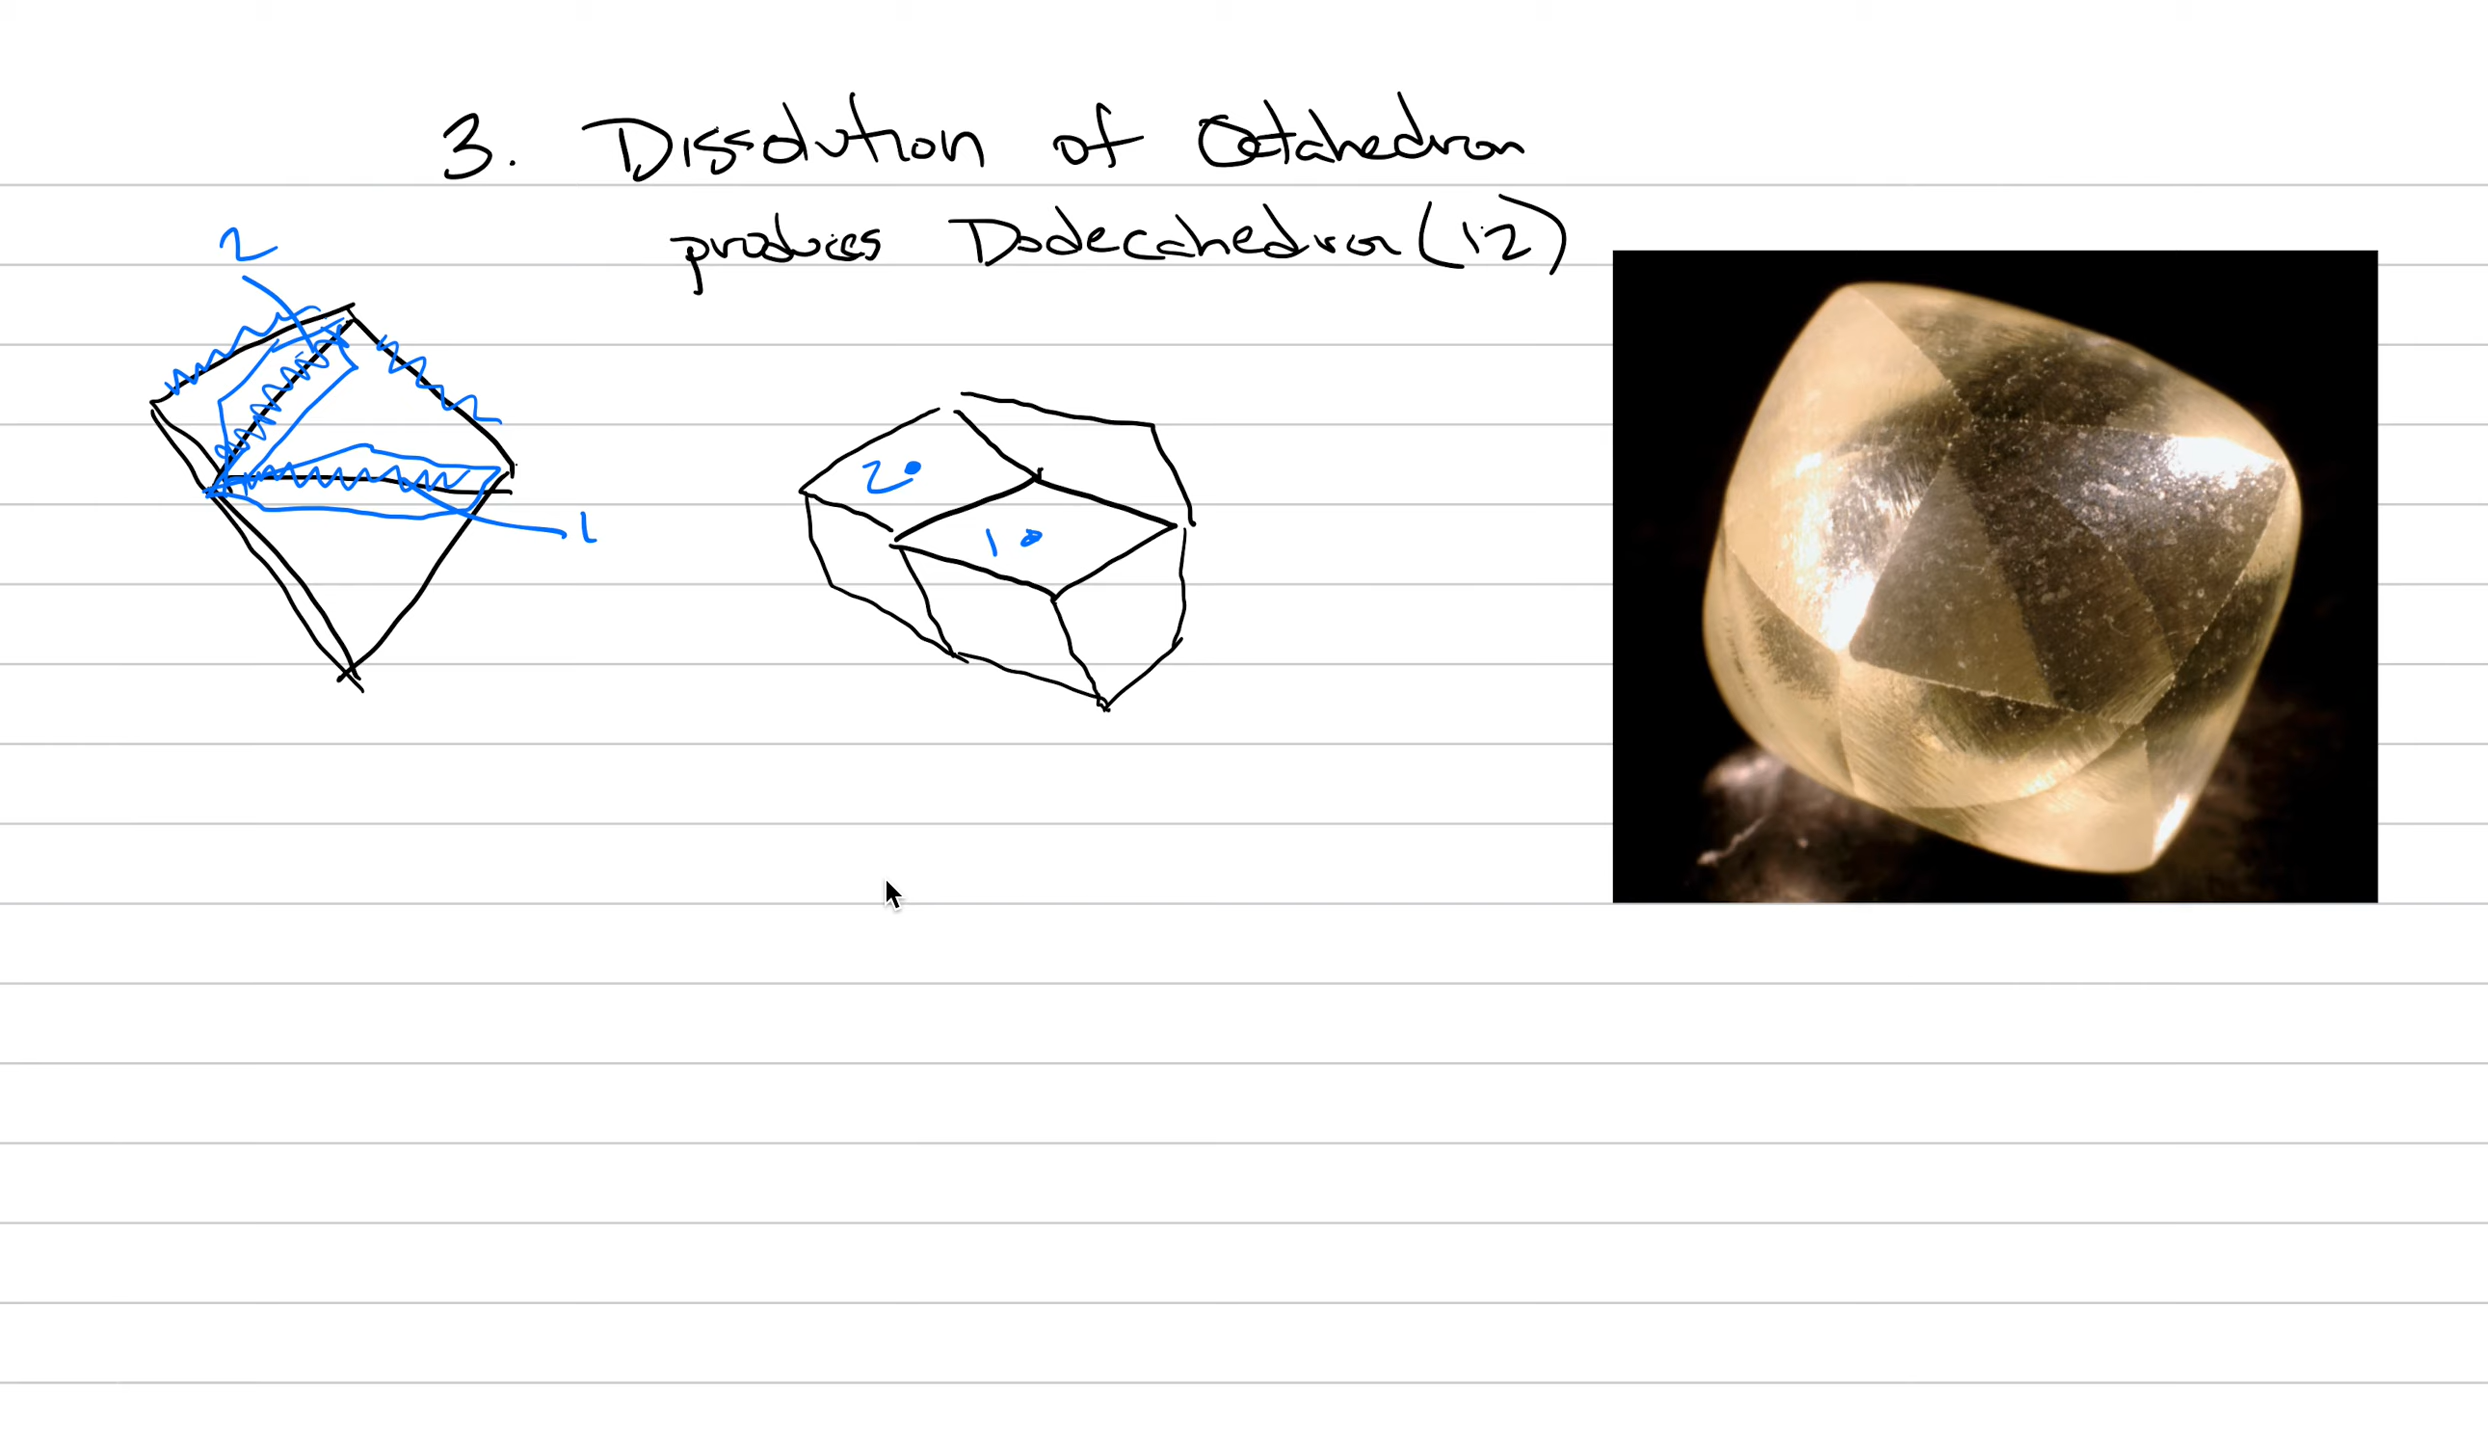 3. Dissolution of Octahedron
produces Dodecahedron (12)
2
1
2
1